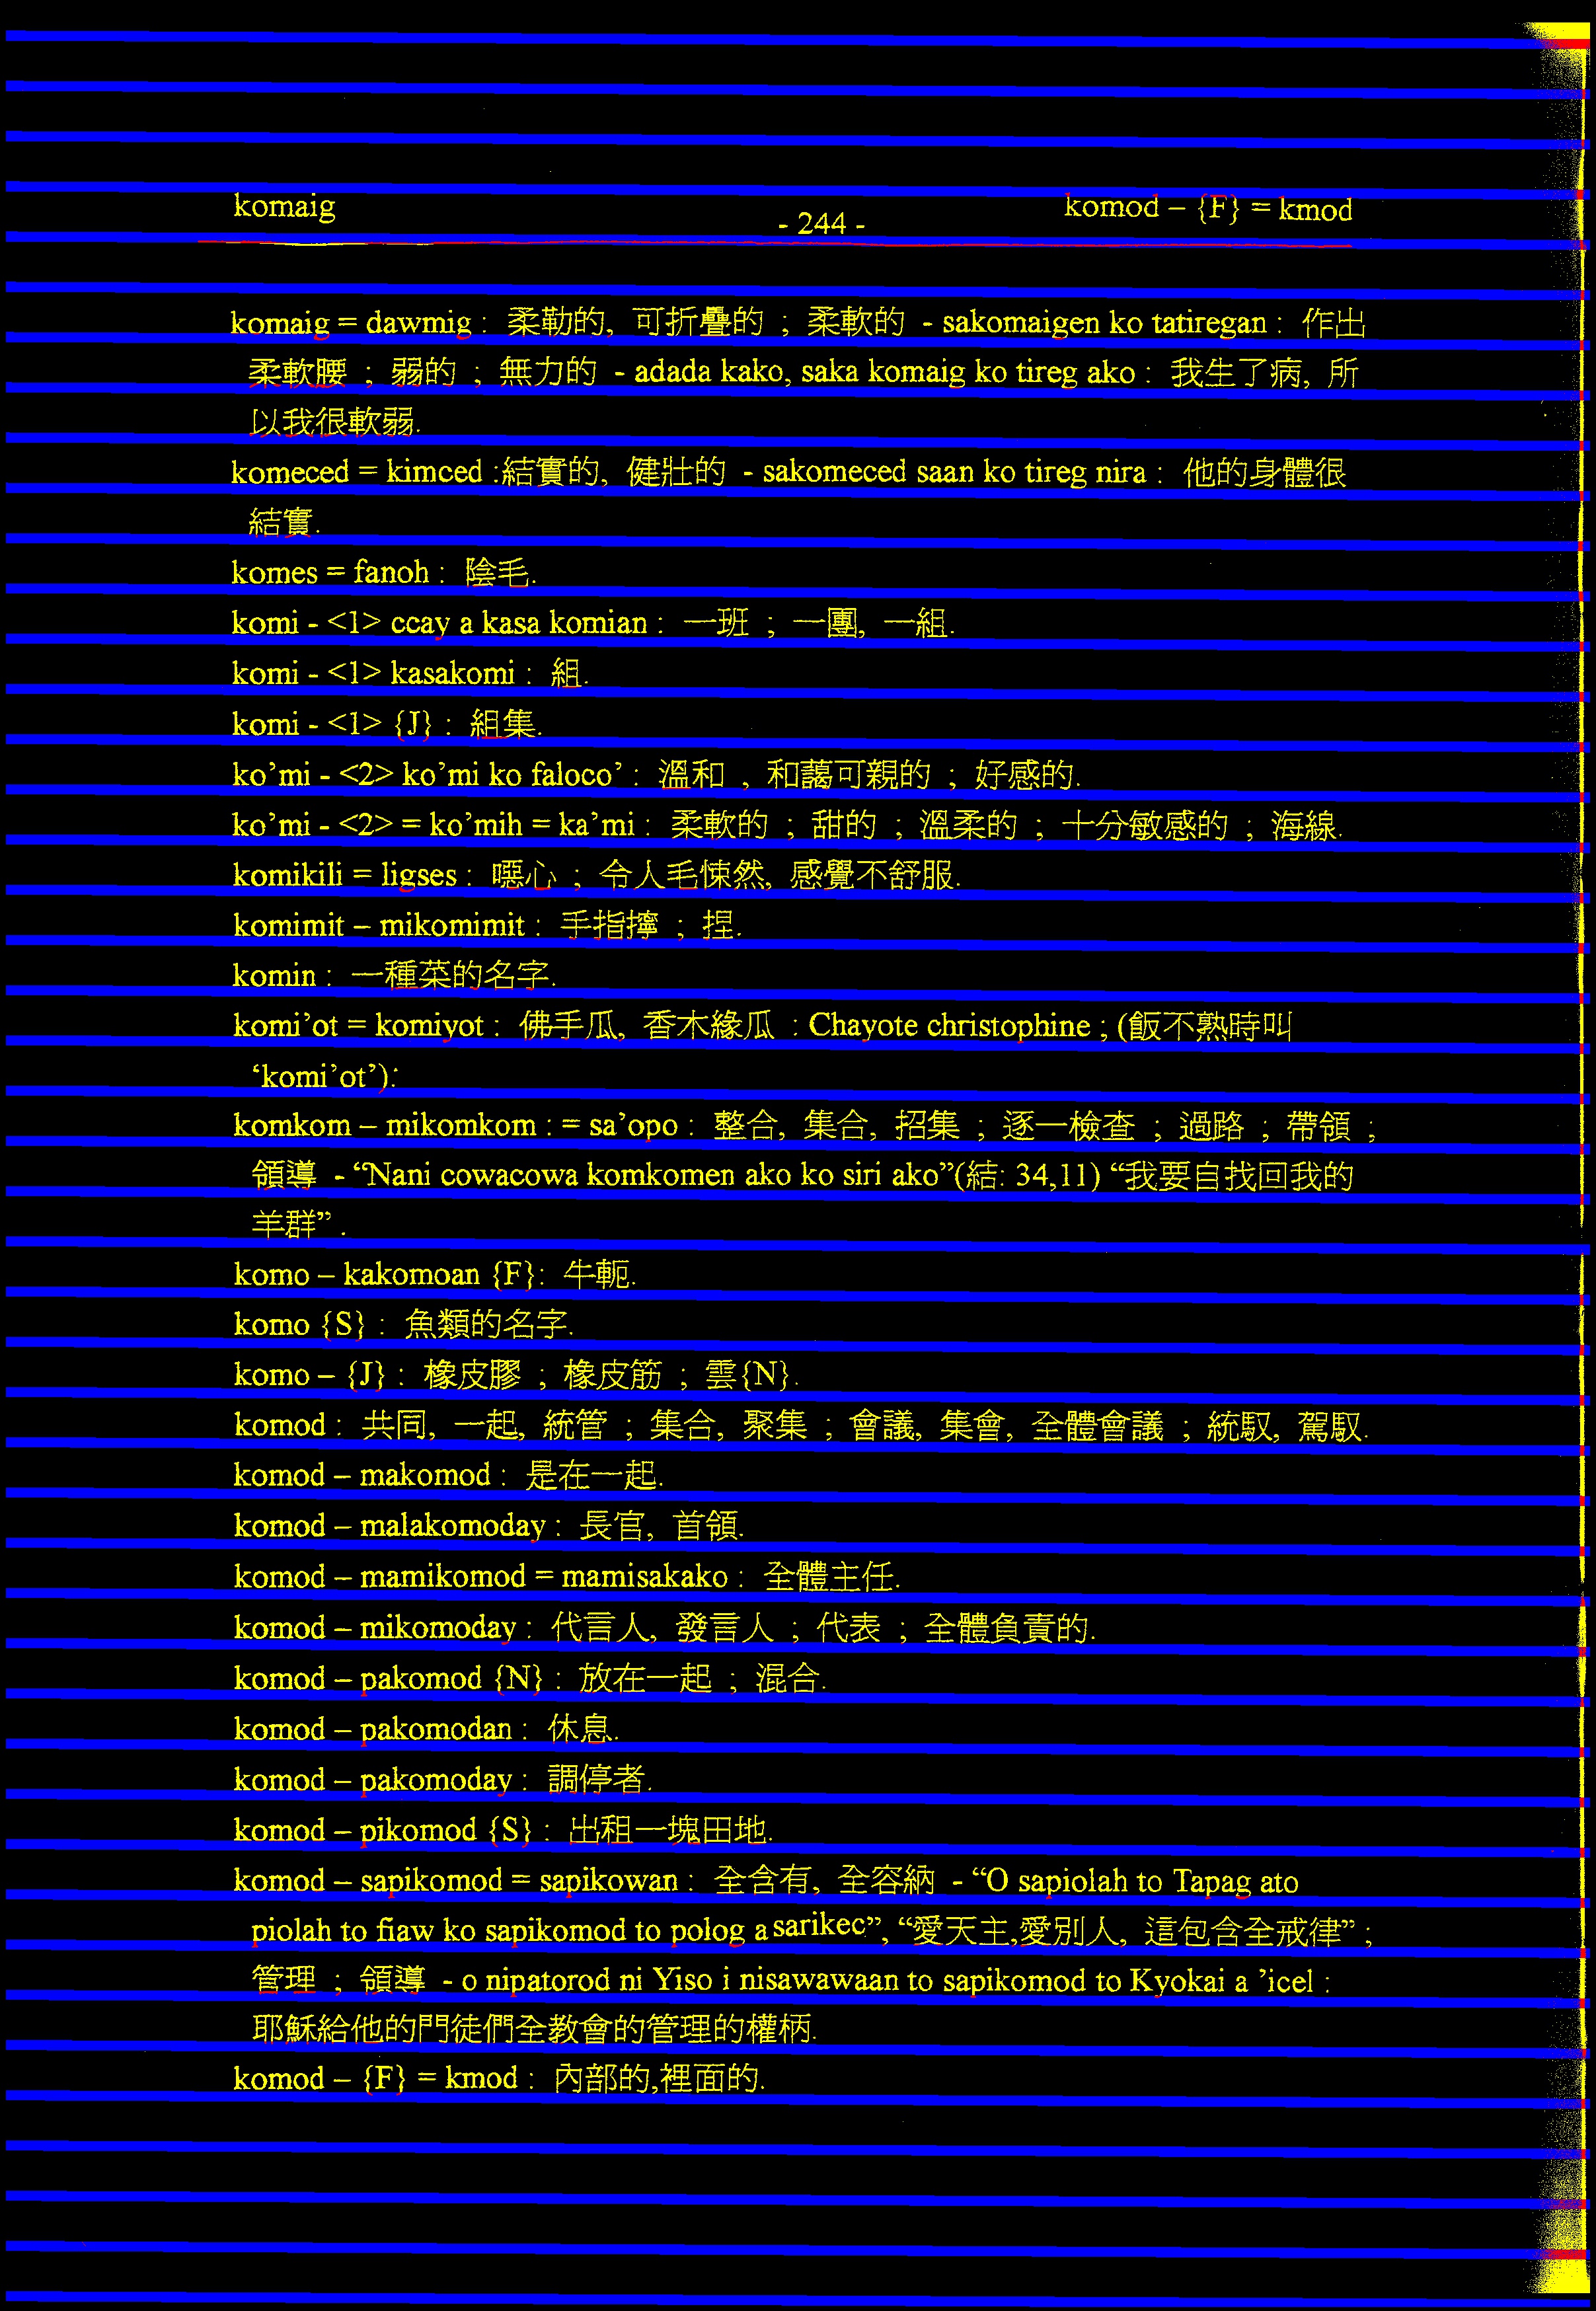 komaig
- 244 -
komod – {F} = kmod
komaig = dawmig : 柔勒的, 可折疊的 ; 柔軟的 - sakomaigen ko tatiregan : 作出
柔軟腰 ; 弱的 ; 無力的 - adada kako, saka komaig ko tireg ako : 我生了病, 所
以我很軟弱.
komeced = kimced :結實的, 健壯的 - sakomeced saan ko tireg nira : 他的身體很
結實.
komes = fanoh : 陰毛.
komi - <1> ccay a kasa komian : 一班 ; 一團, 一組.
komi - <1> kasakomi : 組.
komi - <1> {J} : 組集.
ko’mi - <2> ko’mi ko faloco’ : 溫和 , 和藹可親的 ; 好感的.
ko’mi - <2> = ko’mih = ka’mi : 柔軟的 ; 甜的 ; 溫柔的 ; 十分敏感的 ; 海線.
komikili = ligses : 噁心 ; 令人毛悚然, 感覺不舒服.
komimit – mikomimit : 手指擰 ; 捏.
komin : 一種菜的名字.
komi’ot = komiyot : 佛手瓜, 香木緣瓜 : Chayote christophine ; (飯不熟時叫
‘komi’ot’):
komkom – mikomkom : = sa’opo : 整合, 集合, 招集 ; 逐一檢查 ; 過路 ; 帶領 ;
領導 - “Nani cowacowa komkomen ako ko siri ako”(結: 34,11) “我要自找回我的
羊群” .
komo – kakomoan {F}: 牛軛.
komo {S} : 魚類的名字.
komo – {J} : 橡皮膠 ; 橡皮筋 ; 雲{N}.
komod : 共同, 一起, 統管 ; 集合, 聚集 ; 會議, 集會, 全體會議 ; 統馭, 駕馭.
komod – makomod : 是在一起.
komod – malakomoday : 長官, 首領.
komod – mamikomod = mamisakako : 全體主任.
komod – mikomoday : 代言人, 發言人 ; 代表 ; 全體負責的.
komod – pakomod {N} : 放在一起 ; 混合.
komod – pakomodan : 休息.
komod – pakomoday : 調停者.
komod – pikomod {S} : 出租一塊田地.
komod – sapikomod = sapikowan : 全含有, 全容納 - “O sapiolah to Tapag ato
piolah to fiaw ko sapikomod to polog a sarikec”, “愛天主,愛別人, 這包含全戒律” ;
管理 ; 領導 - o nipatorod ni Yiso i nisawawaan to sapikomod to Kyokai a ’icel :
耶穌給他的門徒們全教會的管理的權柄.
komod – {F} = kmod : 內部的,裡面的.